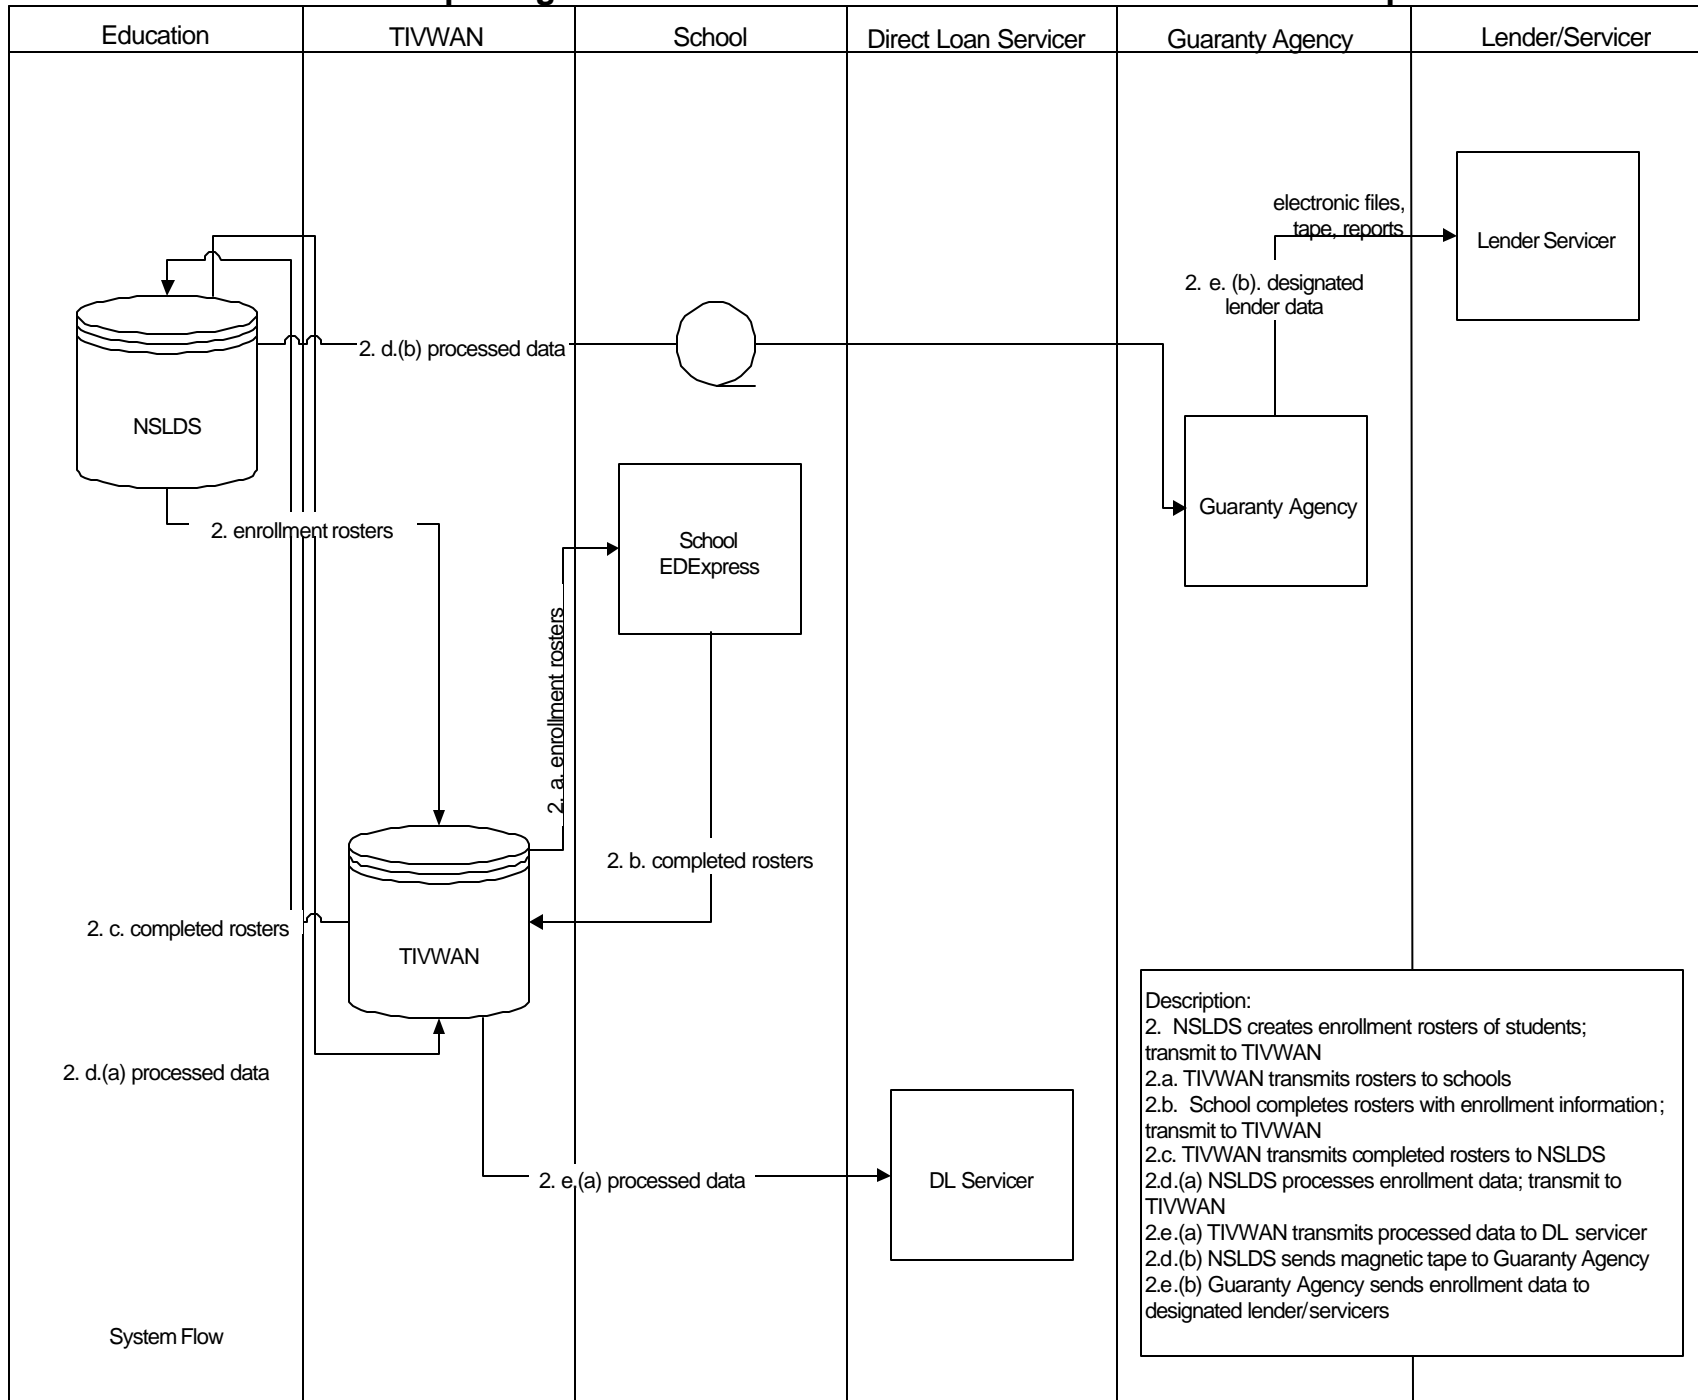 Education
TIVWAN
School
Direct Loan Servicer
Guaranty Agency
Lender/Servicer
electronic files,
tape, reports
Lender Servicer
2. e. (b). designated
lender data
2. d.(b) processed data
NSLDS
Guaranty Agency
2. enrollment rosters
School
EDExpress
2. a. enrollment rosters
2. b. completed rosters
2. c. completed rosters
TIVWAN
2. d.(a) processed data
2. e.(a) processed data
DL Servicer
Description:
2. NSLDS creates enrollment rosters of students;
transmit to TIVWAN
2.a. TIVWAN transmits rosters to schools
2.b. School completes rosters with enrollment information;
transmit to TIVWAN
2.c. TIVWAN transmits completed rosters to NSLDS
2.d.(a) NSLDS processes enrollment data; transmit to
TIVWAN
2.e.(a) TIVWAN transmits processed data to DL servicer
2.d.(b) NSLDS sends magnetic tape to Guaranty Agency
2.e.(b) Guaranty Agency sends enrollment data to
designated lender/servicers
System Flow